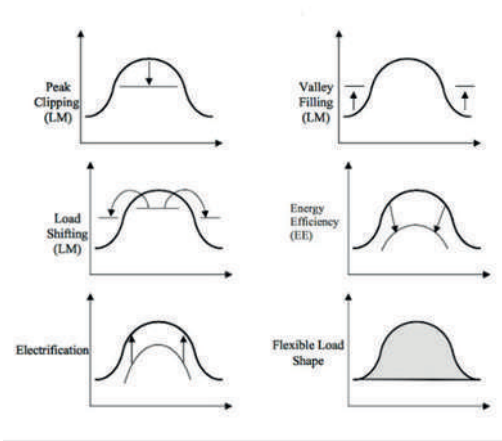 Peak
Clipping
(LM)
Valley
Filling
(LM)
Load
Shifting
(LM)
Energy
Efficiency
(EE)
Electrification
Flexible Load
Shape